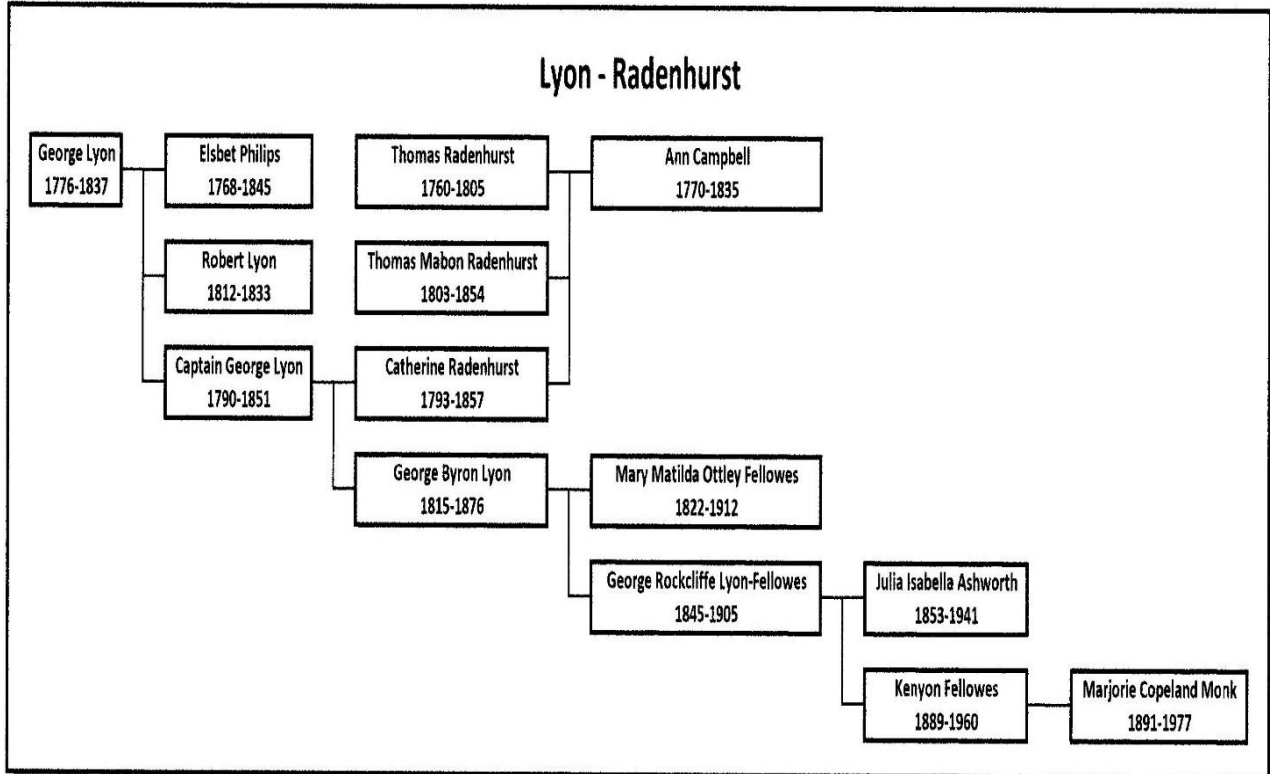 Lyon - Radenhurst
George Lyon
1776-1837
Elsbet Philips
1768-1845
Thomas Radenhurst
1760-1805
Ann Campbell
1770-1835
Robert Lyon
1812-1833
Thomas Mabon Radenhurst
1803-1854
Captain George Lyon
1790-1851
Catherine Radenhurst
1793-1857
George Byron Lyon
1815-1876
Mary Matilda Ottley Fellowes
1822-1912
George Rockcliffe Lyon-Fellowes
1845-1905
Julia Isabella Ashworth
1853-1941
Kenyon Fellowes
1889-1960
Marjorie Copeland Monk
1891-1977